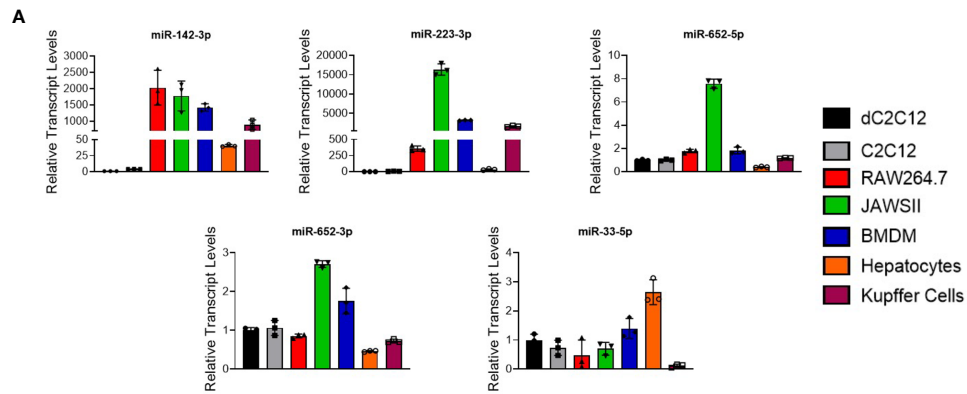 A
miR-142-3p
Relative Transcript Levels
3000
2500
2000
1500
1000
50
25
0
miR-223-3p
Relative Transcript Levels
20000
15000
10000
5000
500
250
0
miR-652-5p
Relative Transcript Levels
10
8
6
4
2
0
miR-652-3p
Relative Transcript Levels
3
2
1
0
miR-33-5p
Relative Transcript Levels
4
3
2
1
0
dC2C12
C2C12
RAW264.7
JAWSII
BMDM
Hepatocytes
Kupffer Cells